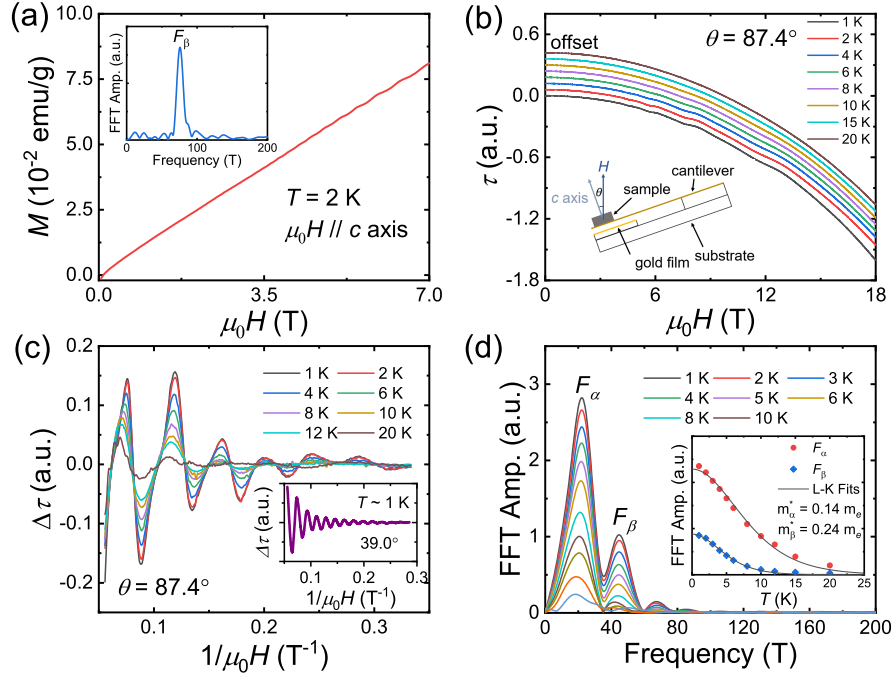 (a)
M (10⁻² emu/g)
10.0
7.5
5.0
2.5
0.0
0.0
3.5
7.0
μ₀H (T)
T = 2 K
μ₀H // c axis
FFT Amp. (a.u.)
F_β
0
100
200
Frequency (T)
(b)
τ (a.u.)
0.6
0.0
-0.6
-1.2
-1.8
0
6
12
18
μ₀H (T)
offset
θ = 87.4°
1 K
2 K
4 K
6 K
8 K
10 K
15 K
20 K
H
c axis
θ
sample
cantilever
gold film
substrate
(c)
Δτ (a.u.)
0.2
0.1
0.0
-0.1
-0.2
0.1
0.2
0.3
1/μ₀H (T⁻¹)
1 K 2 K
4 K 6 K
8 K 10 K
12 K 20 K
θ = 87.4°
Δτ (a.u.)
T ~ 1 K
39.0°
0.1 0.2 0.3
1/μ₀H (T⁻¹)
(d)
FFT Amp. (a.u.)
3
2
1
0
0
40
80
120
160
200
Frequency (T)
F_α
F_β
1 K 2 K 3 K
4 K 5 K 6 K
8 K 10 K
FFT Amp. (a.u.)
F_α
F_β
L-K Fits
m*_α = 0.14 m_e
m*_β = 0.24 m_e
0 5 10 15 20 25
T (K)